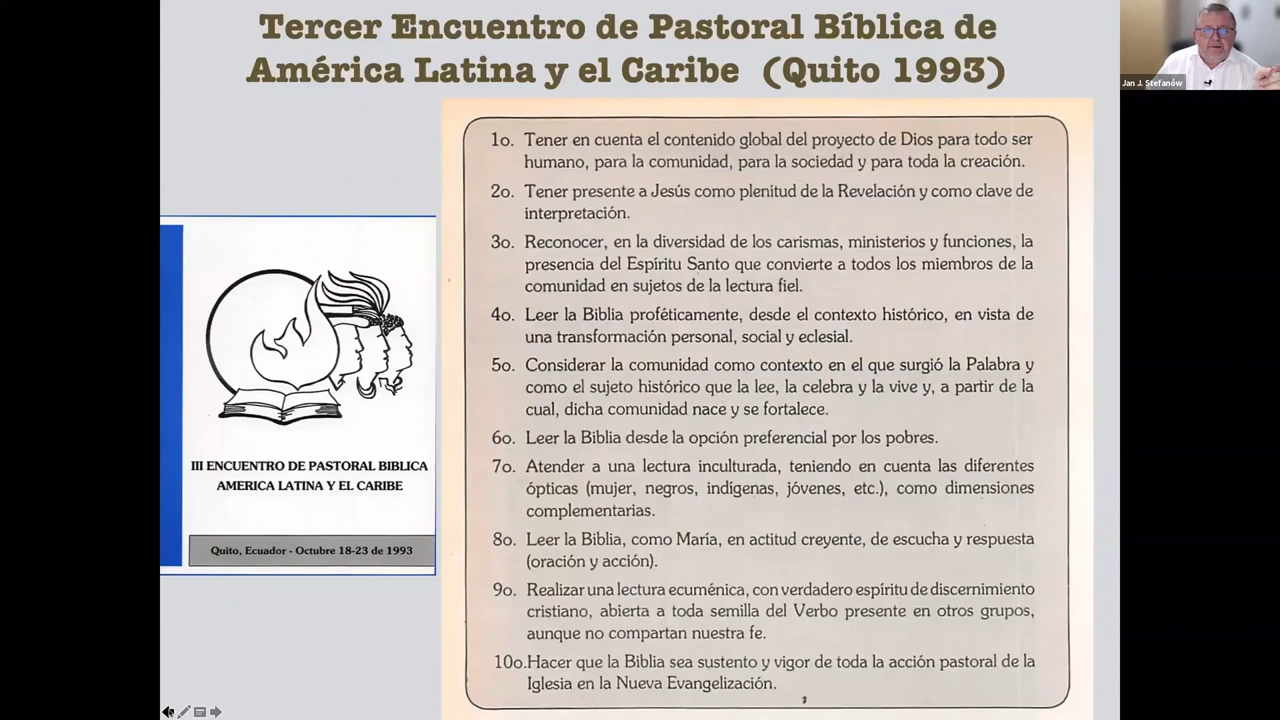 Tercer Encuentro de Pastoral Bíblica de
América Latina y el Caribe (Quito 1993)
Jan J. Stefanów
1o. Tener en cuenta el contenido global del proyecto de Dios para todo ser
humano, para la comunidad, para la sociedad y para toda la creación.
2o. Tener presente a Jesús como plenitud de la Revelación y como clave de
interpretación.
3o. Reconocer, en la diversidad de los carismas, ministerios y funciones, la
presencia del Espíritu Santo que convierte a todos los miembros de la
comunidad en sujetos de la lectura fiel.
4o. Leer la Biblia proféticamente, desde el contexto histórico, en vista de
una transformación personal, social y eclesial.
5o. Considerar la comunidad como contexto en el que surgió la Palabra y
como el sujeto histórico que la lee, la celebra y la vive y, a partir de la
cual, dicha comunidad nace y se fortalece.
6o. Leer la Biblia desde la opción preferencial por los pobres.
7o. Atender a una lectura inculturada, teniendo en cuenta las diferentes
ópticas (mujer, negros, indígenas, jóvenes, etc.), como dimensiones
complementarias.
8o. Leer la Biblia, como María, en actitud creyente, de escucha y respuesta
(oración y acción).
9o. Realizar una lectura ecuménica, con verdadero espíritu de discernimiento
cristiano, abierta a toda semilla del Verbo presente en otros grupos,
aunque no compartan nuestra fe.
10o.Hacer que la Biblia sea sustento y vigor de toda la acción pastoral de la
Iglesia en la Nueva Evangelización.
III ENCUENTRO DE PASTORAL BIBLICA
AMERICA LATINA Y EL CARIBE
Quito, Ecuador - Octubre 18-23 de 1993